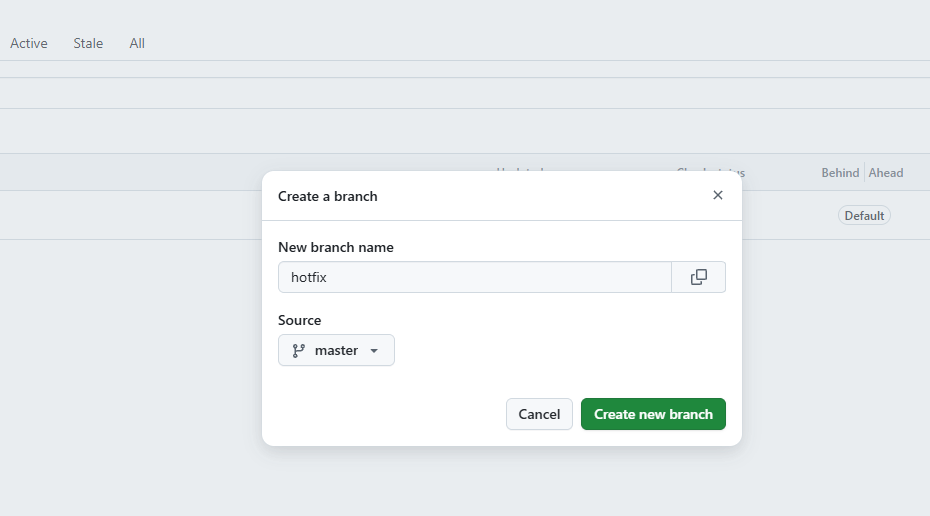 Active Stale All
Behind Ahead
Create a branch
Default
New branch name
hotfix
Source
master
Cancel Create new branch